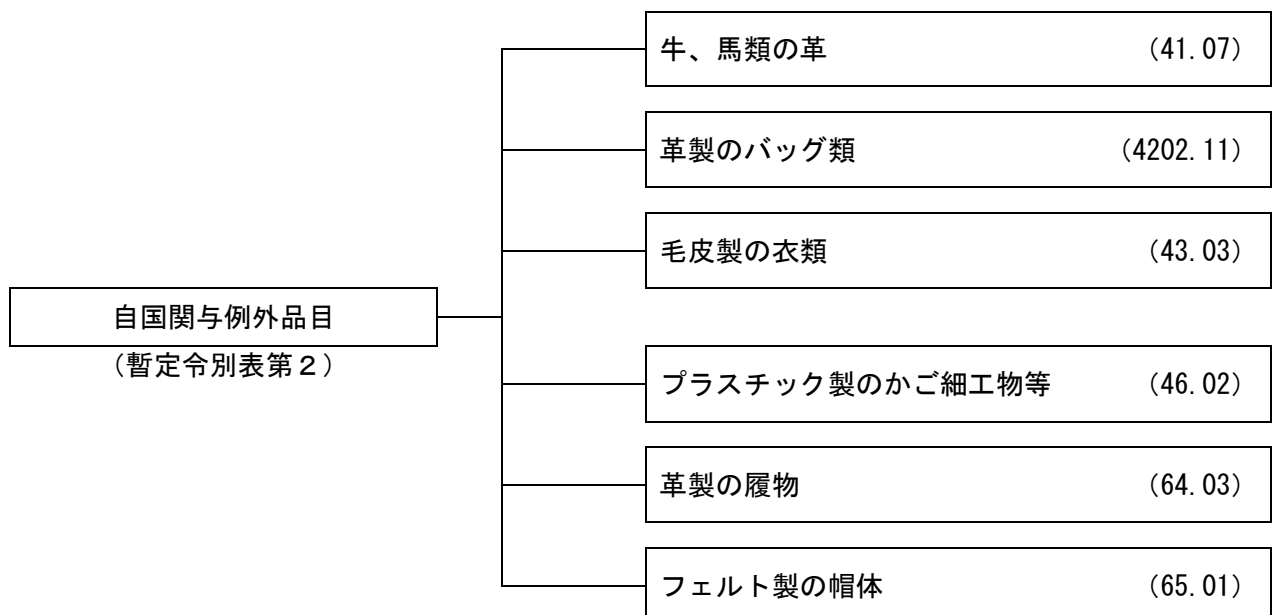 牛、馬類の革 (41.07)
革製のバッグ類 (4202.11)
毛皮製の衣類 (43.03)
自国関与例外品目
(暫定令別表第2)
プラスチック製のかご細工物等 (46.02)
革製の履物 (64.03)
フェルト製の帽体 (65.01)